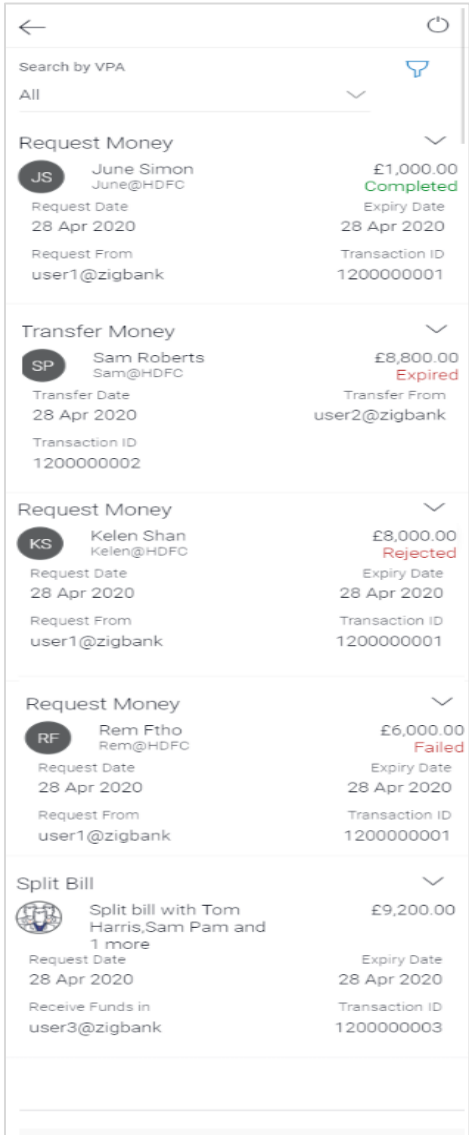 Search by VPA
All
Request Money
JS June Simon £1,000.00
June@HDFC Completed
Request Date Expiry Date
28 Apr 2020 28 Apr 2020
Request From Transaction ID
user1@zigbank 1200000001
Transfer Money
SP Sam Roberts £8,800.00
Sam@HDFC Expired
Transfer Date Transfer From
28 Apr 2020 user2@zigbank
Transaction ID
1200000002
Request Money
KS Kelen Shan £8,000.00
Kelen@HDFC Rejected
Request Date Expiry Date
28 Apr 2020 28 Apr 2020
Request From Transaction ID
user1@zigbank 1200000001
Request Money
RF Rem Ftho £6,000.00
Rem@HDFC Failed
Request Date Expiry Date
28 Apr 2020 28 Apr 2020
Request From Transaction ID
user1@zigbank 1200000001
Split Bill
Split bill with Tom £9,200.00
Harris,Sam Pam and
1 more
Request Date Expiry Date
28 Apr 2020 28 Apr 2020
Receive Funds in Transaction ID
user3@zigbank 1200000003